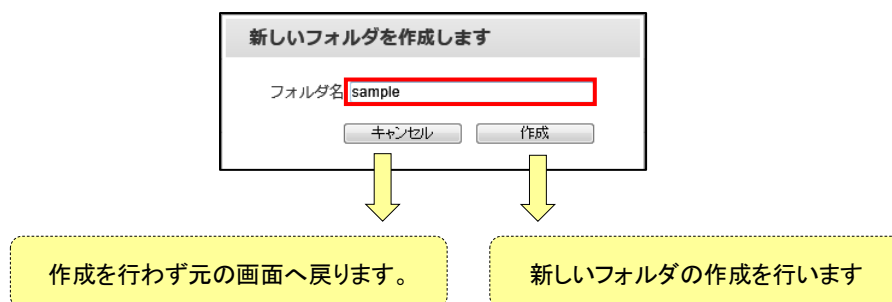 新しいフォルダを作成します
フォルダ名 sample
キャンセル 作成
作成を行わず元の画面へ戻ります。
新しいフォルダの作成を行います